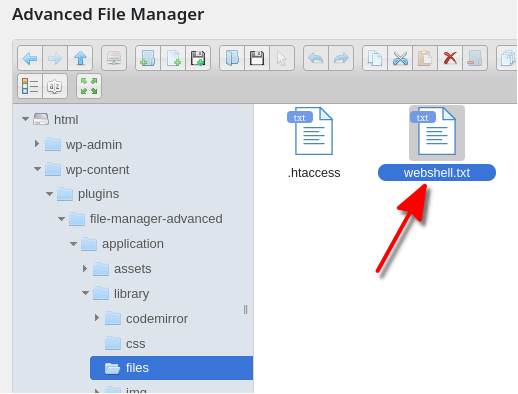 Advanced File Manager
html
wp-admin
wp-content
plugins
file-manager-advanced
application
assets
library
codemirror
css
files
img
txt
.htaccess
txt
webshell.txt